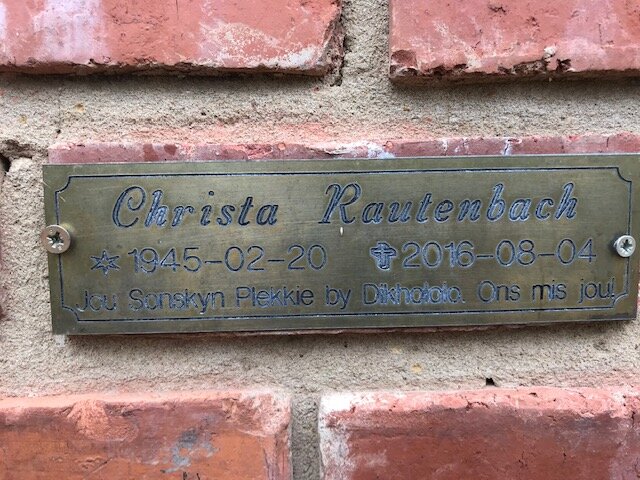 Christa Rautenbach
*1945-02-20 ✝2016-08-04
Jou Sonskyn Plekkie by Dikhololo. Ons mis jou!